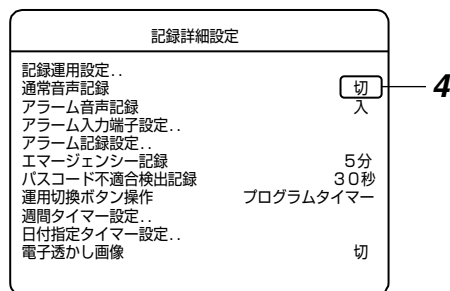 記録詳細設定
記録運用設定..
通常音声記録 切 4
アラーム音声記録 入
アラーム入力端子設定..
アラーム記録設定..
エマージェンシー記録 5分
パスコード不適合検出記録 30秒
運用切換ボタン操作 プログラムタイマー
週間タイマー設定..
日付指定タイマー設定..
電子透かし画像 切